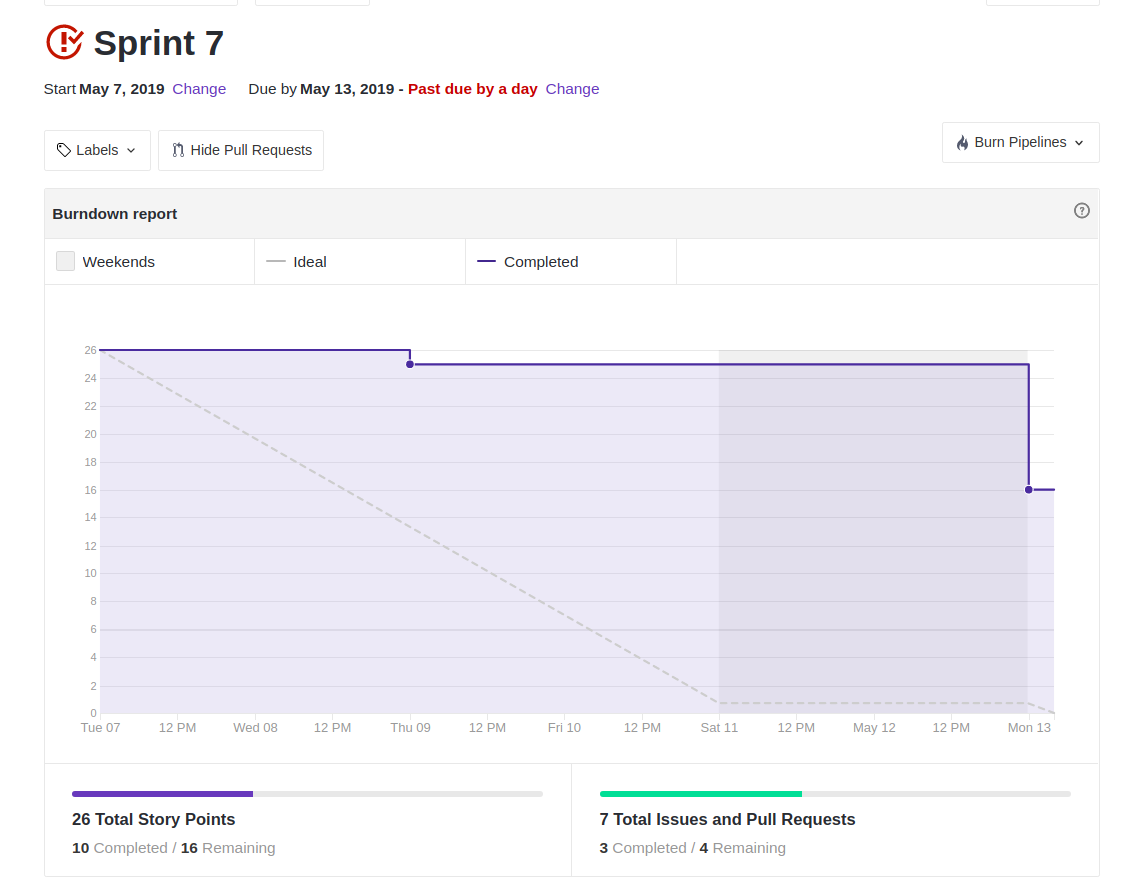 Sprint 7
Start May 7, 2019 Change Due by May 13, 2019 - Past due by a day Change
Labels Hide Pull Requests Burn Pipelines
Burndown report ?
Weekends Ideal Completed
26
24
22
20
18
16
14
12
10
8
6
4
2
0
Tue 07 12 PM Wed 08 12 PM Thu 09 12 PM Fri 10 12 PM Sat 11 12 PM May 12 12 PM Mon 13
26 Total Story Points
10 Completed / 16 Remaining
7 Total Issues and Pull Requests
3 Completed / 4 Remaining